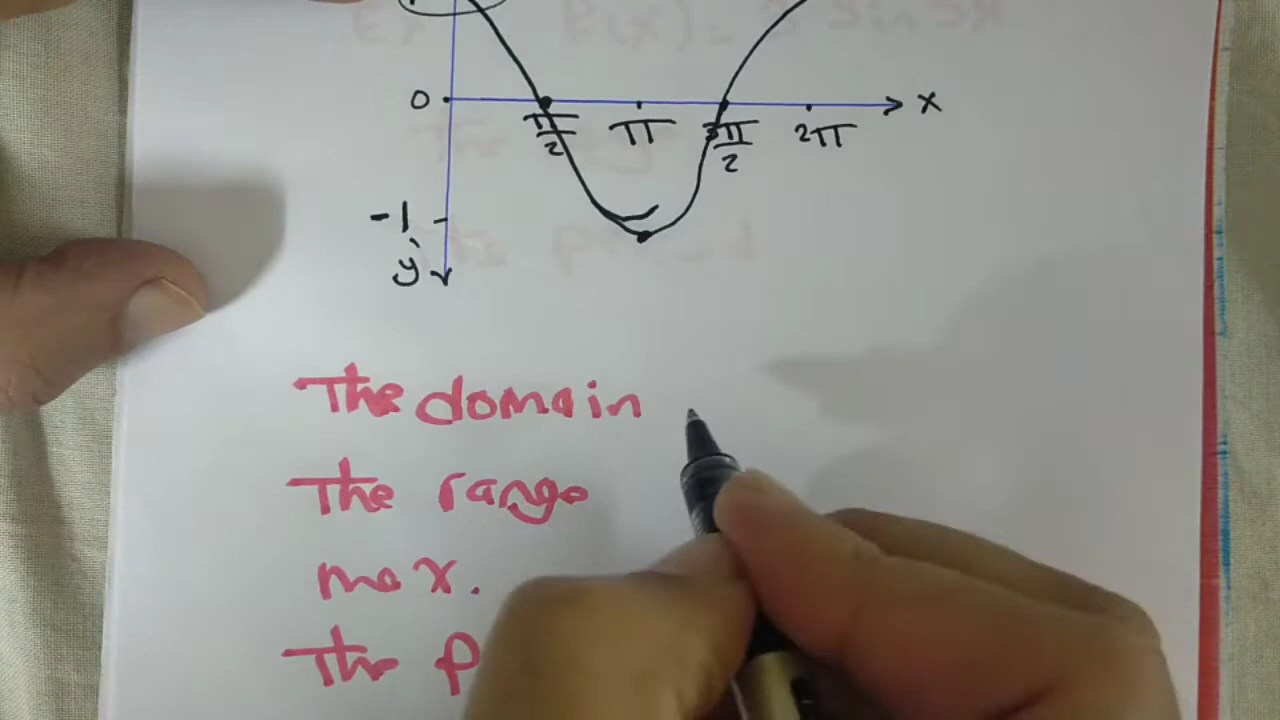 0 x
π/2 π 3π/2 2π
-1
y'
The domain
The range
max.
The P